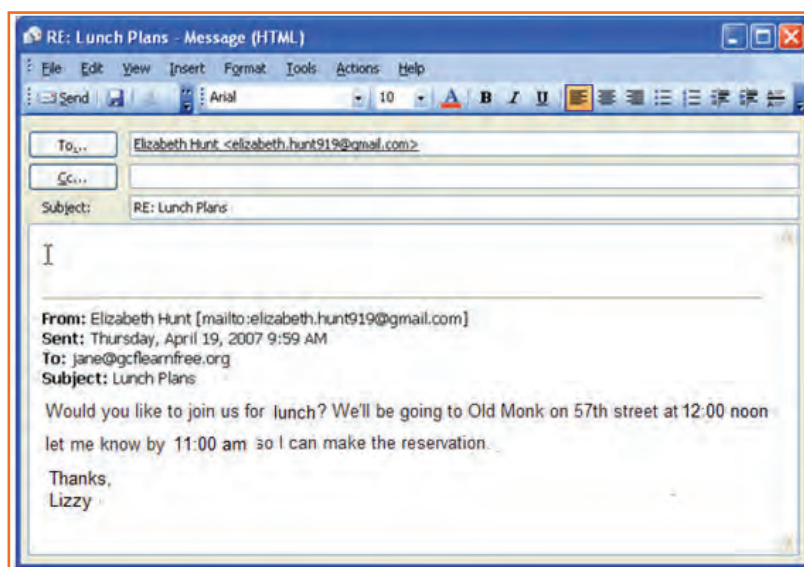 RE: Lunch Plans - Message (HTML)
File Edit View Insert Format Tools Actions Help
Send Arial 10 A B I U
To... Elizabeth Hunt <elizabeth.hunt919@gmail.com>
Cc...
Subject: RE: Lunch Plans
From: Elizabeth Hunt [mailto:elizabeth.hunt919@gmail.com]
Sent: Thursday, April 19, 2007 9:59 AM
To: jane@gcflearnfree.org
Subject: Lunch Plans
Would you like to join us for lunch? We'll be going to Old Monk on 57th street at 12:00 noon
let me know by 11:00 am so I can make the reservation.
Thanks,
Lizzy